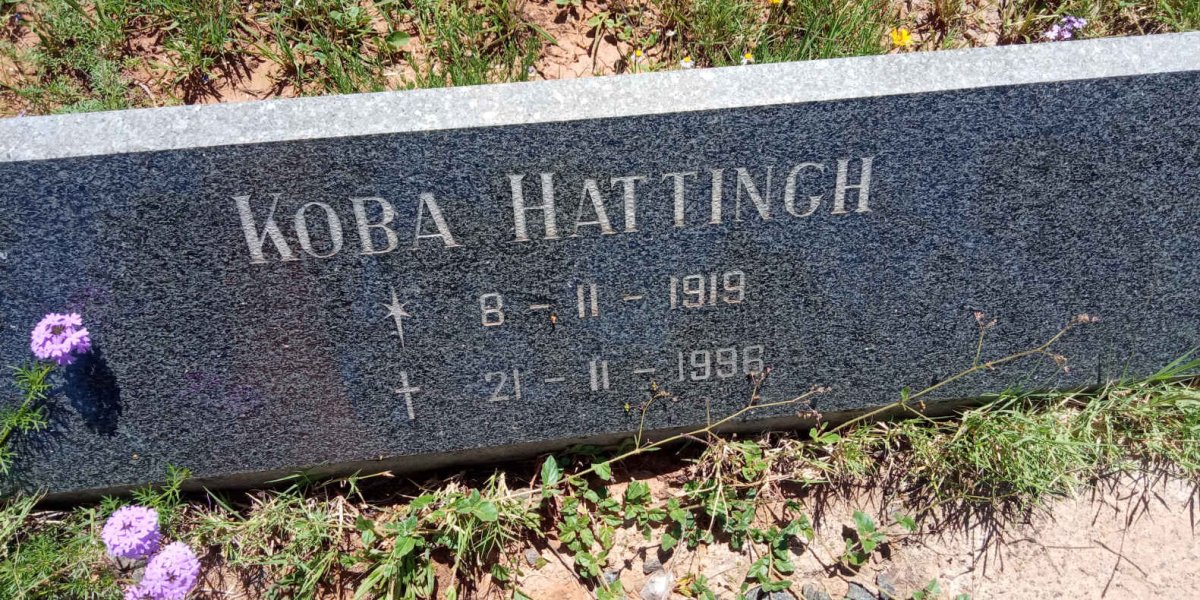 KOBA HATTINGH
8 - 11 - 1919
21 - 11 - 1996